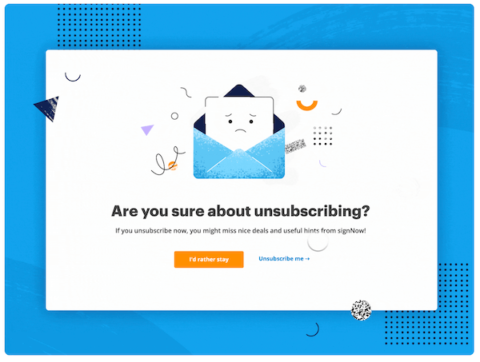 Are you sure about unsubscribing?
If you unsubscribe now, you might miss nice deals and useful hints from signNow!
I'd rather stay
Unsubscribe me →